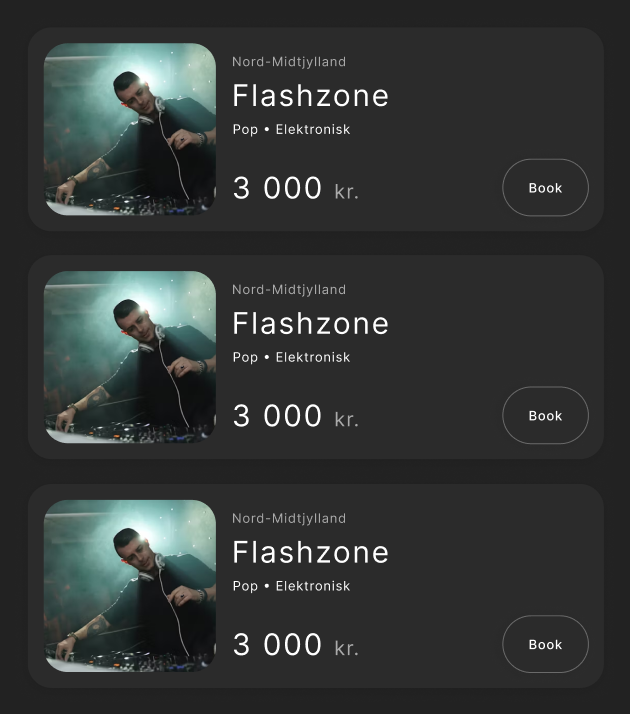 Nord-Midtjylland
Flashzone
Pop • Elektronisk
3 000 kr.
Book
Nord-Midtjylland
Flashzone
Pop • Elektronisk
3 000 kr.
Book
Nord-Midtjylland
Flashzone
Pop • Elektronisk
3 000 kr.
Book